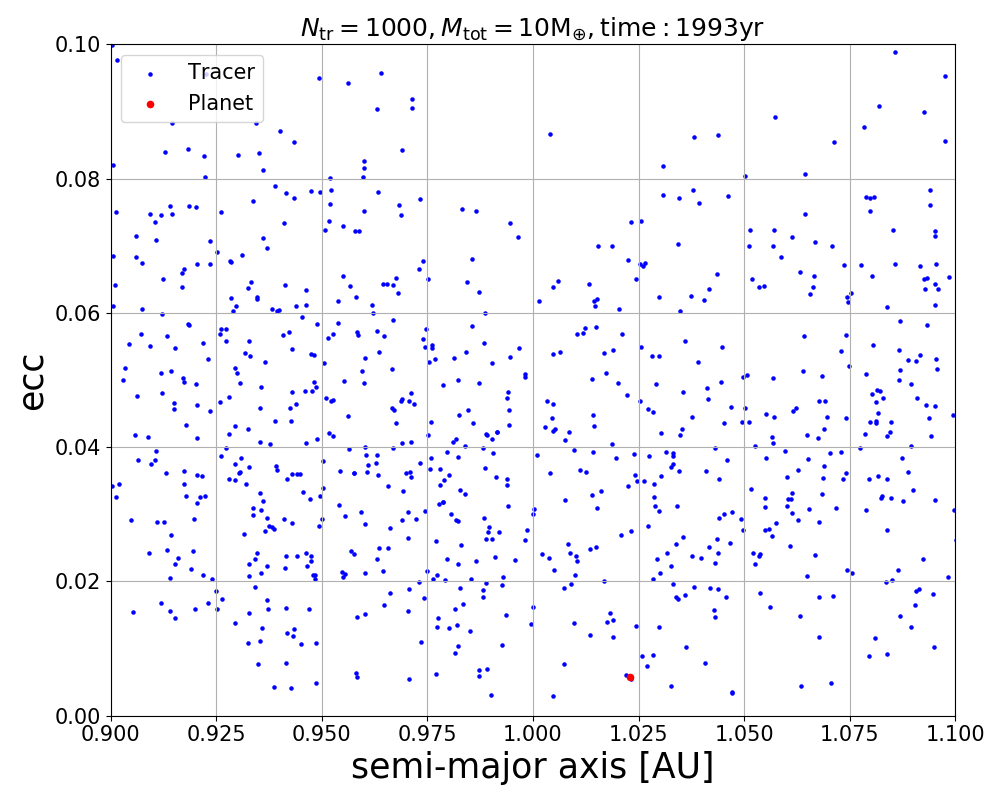 N_tr = 1000, M_tot = 10M_⊕, time : 1993yr
Tracer
Planet
0.10
0.08
0.06
0.04
0.02
0.00
ecc
0.900 0.925 0.950 0.975 1.000 1.025 1.050 1.075 1.100
semi-major axis [AU]